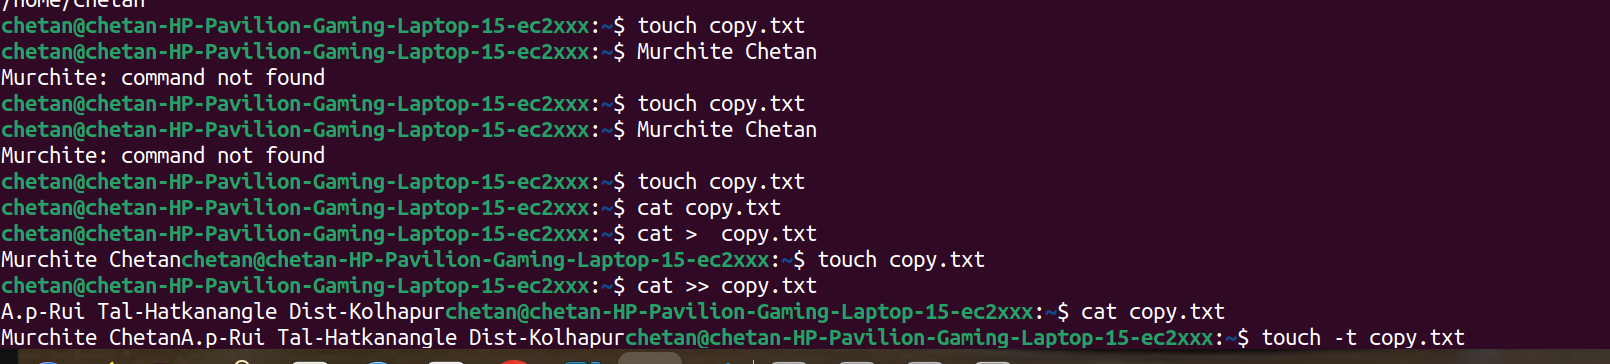 /home/chetan
chetan@chetan-HP-Pavilion-Gaming-Laptop-15-ec2xxx:~$ touch copy.txt
chetan@chetan-HP-Pavilion-Gaming-Laptop-15-ec2xxx:~$ Murchite Chetan
Murchite: command not found
chetan@chetan-HP-Pavilion-Gaming-Laptop-15-ec2xxx:~$ touch copy.txt
chetan@chetan-HP-Pavilion-Gaming-Laptop-15-ec2xxx:~$ Murchite Chetan
Murchite: command not found
chetan@chetan-HP-Pavilion-Gaming-Laptop-15-ec2xxx:~$ touch copy.txt
chetan@chetan-HP-Pavilion-Gaming-Laptop-15-ec2xxx:~$ cat copy.txt
chetan@chetan-HP-Pavilion-Gaming-Laptop-15-ec2xxx:~$ cat >  copy.txt
Murchite Chetanchetan@chetan-HP-Pavilion-Gaming-Laptop-15-ec2xxx:~$ touch copy.txt
chetan@chetan-HP-Pavilion-Gaming-Laptop-15-ec2xxx:~$ cat >> copy.txt
A.p-Rui Tal-Hatkanangle Dist-Kolhapurchetan@chetan-HP-Pavilion-Gaming-Laptop-15-ec2xxx:~$ cat copy.txt
Murchite ChetanA.p-Rui Tal-Hatkanangle Dist-Kolhapurchetan@chetan-HP-Pavilion-Gaming-Laptop-15-ec2xxx:~$ touch -t copy.txt